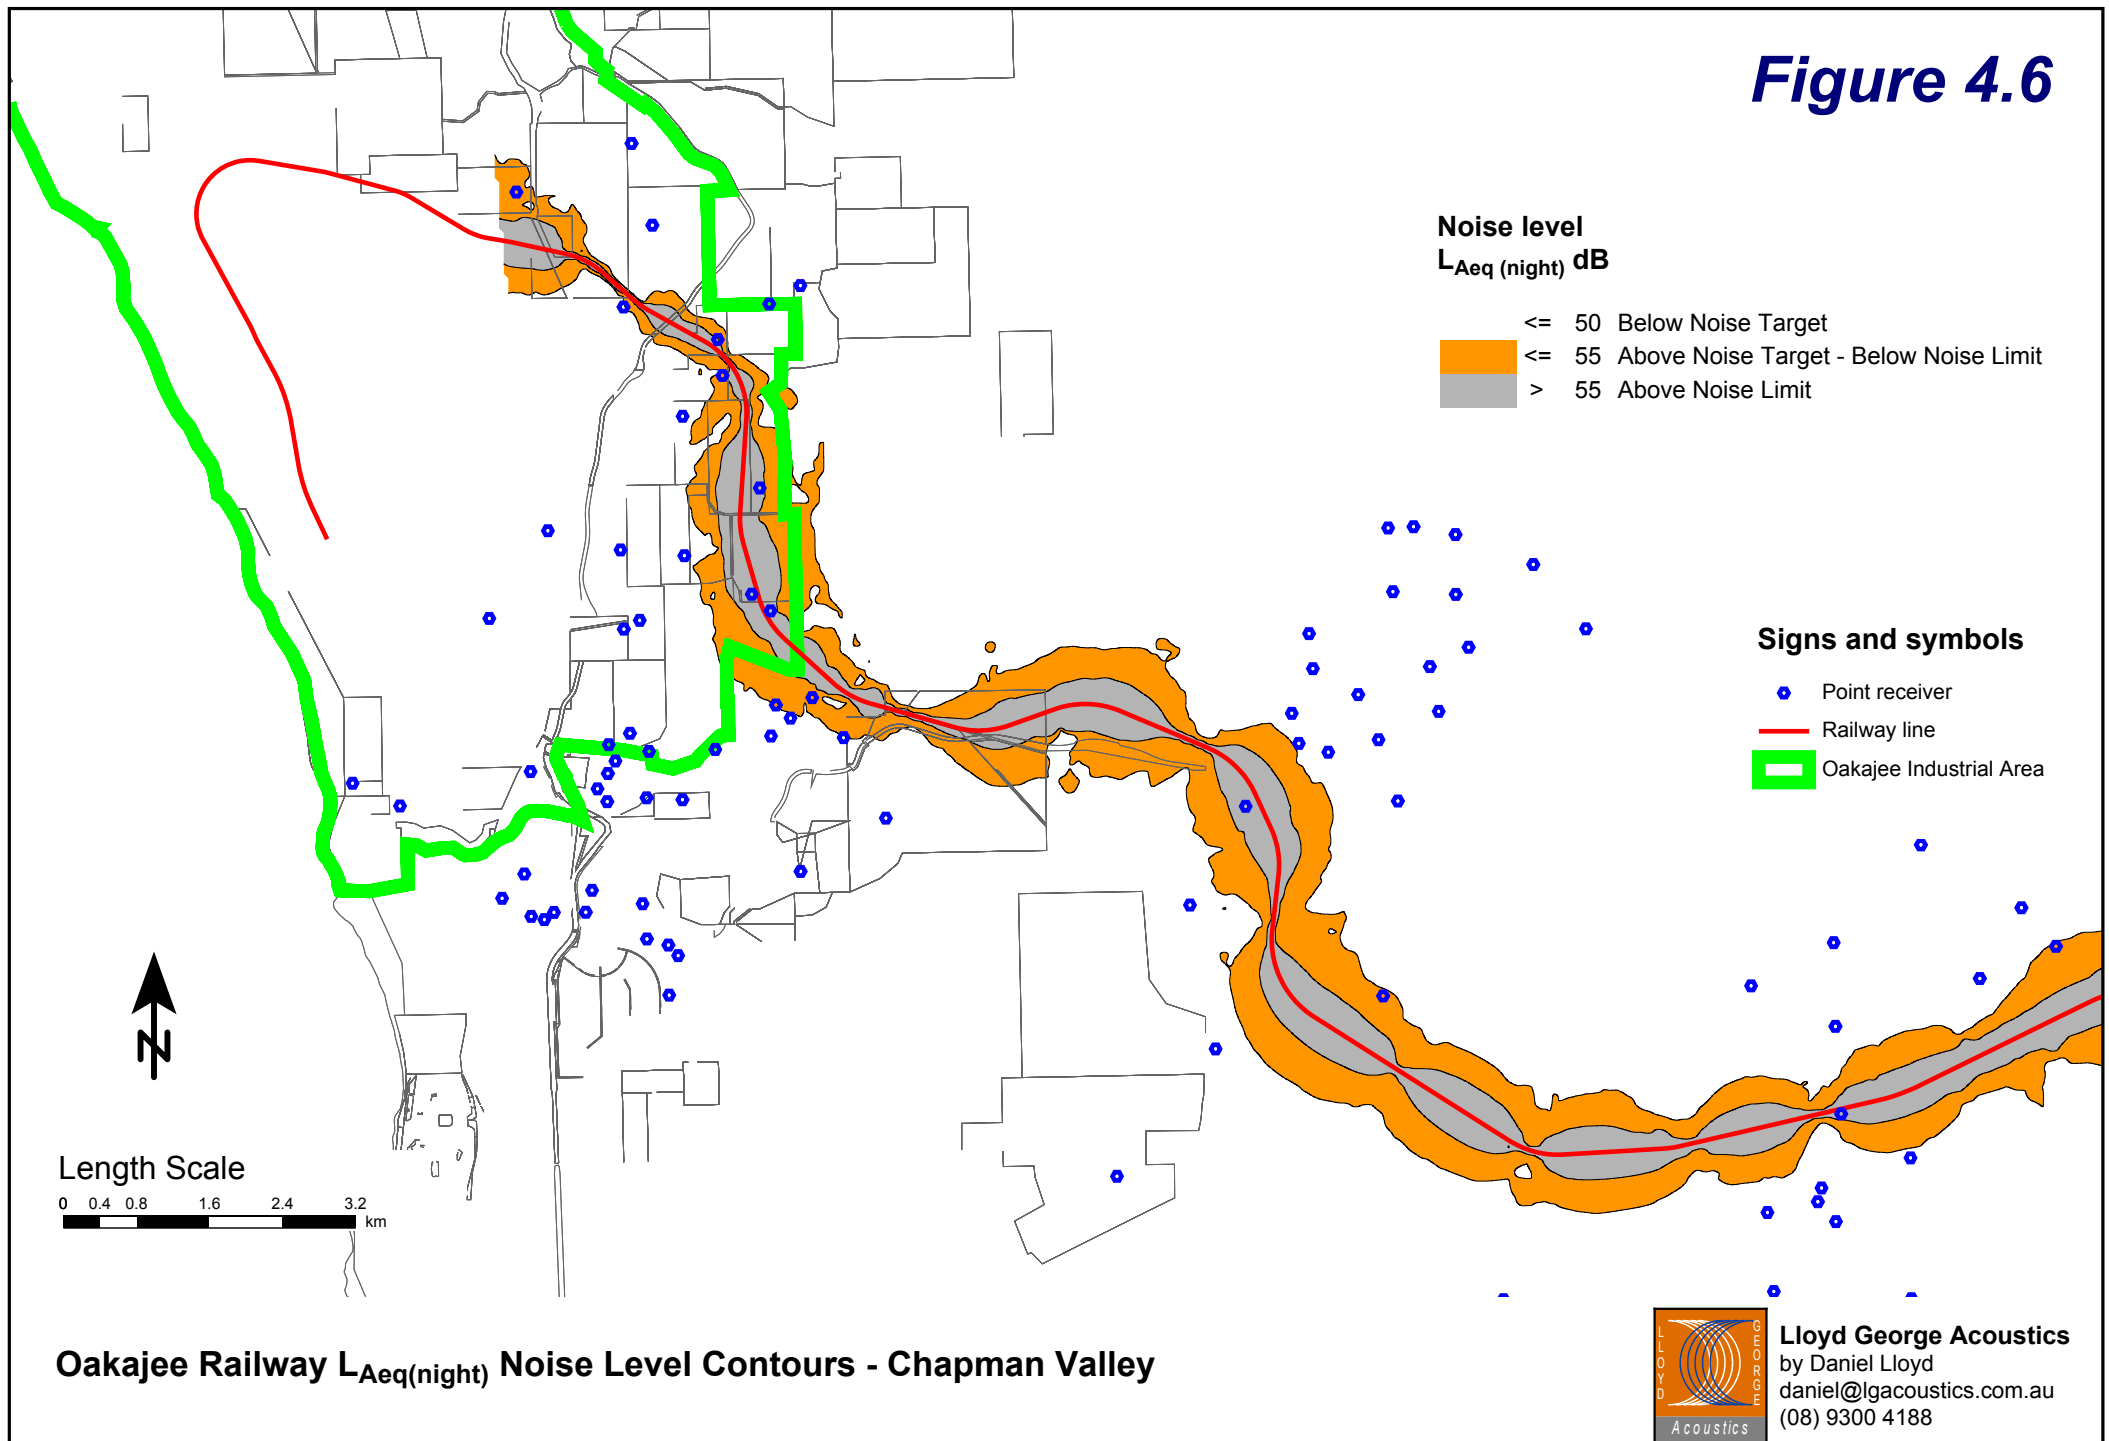 Figure 4.6
Noise level
LAeq (night) dB
<= 50 Below Noise Target
<= 55 Above Noise Target - Below Noise Limit
> 55 Above Noise Limit
Signs and symbols
Point receiver
Railway line
Oakajee Industrial Area
N
Length Scale
0 0.4 0.8 1.6 2.4 3.2
km
Oakajee Railway LAeq(night) Noise Level Contours - Chapman Valley
LLOYD
GEORGE
Acoustics
Lloyd George Acoustics
by Daniel Lloyd
daniel@lgacoustics.com.au
(08) 9300 4188